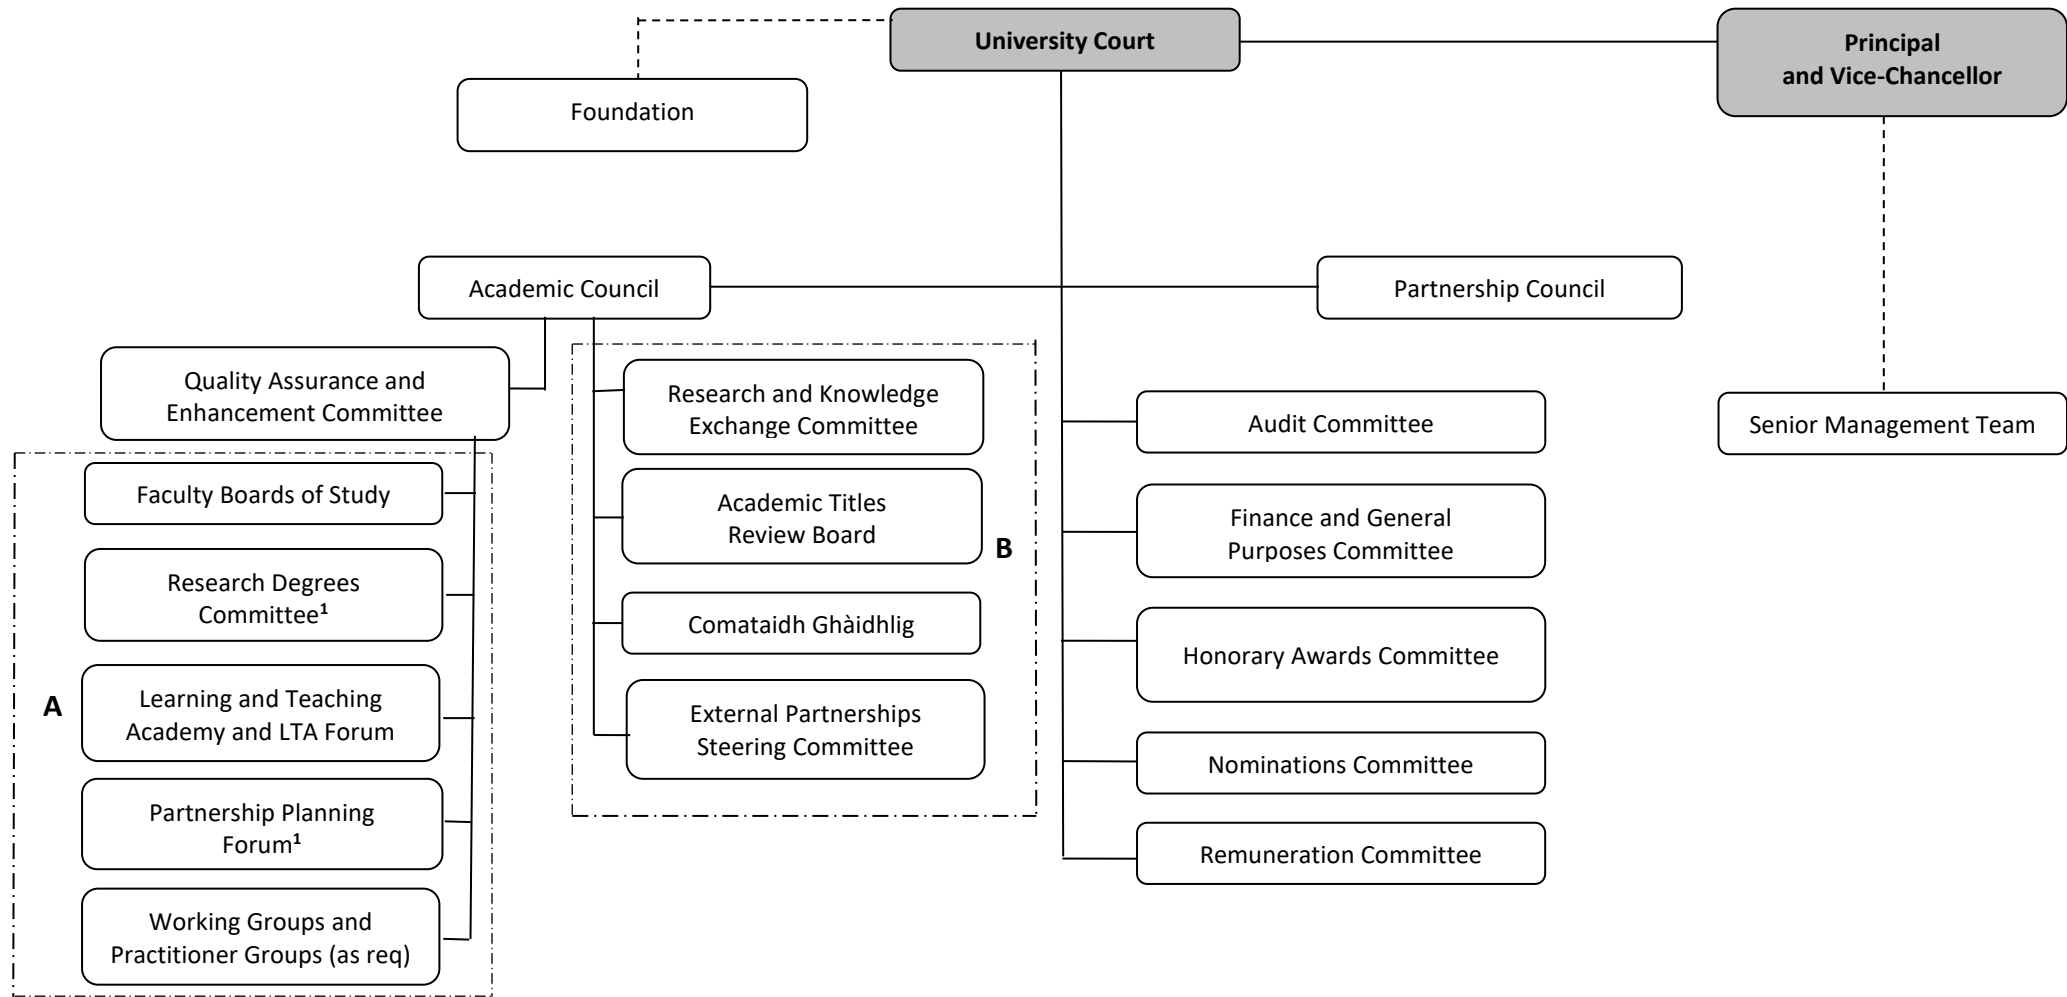 University Court
Principal
and Vice-Chancellor
Foundation
Academic Council
Partnership Council
Quality Assurance and
Enhancement Committee
Research and Knowledge
Exchange Committee
Audit Committee
Senior Management Team
Faculty Boards of Study
Academic Titles
Review Board
B
Finance and General
Purposes Committee
Research Degrees
Committee¹
Comataidh Ghàidhlig
Honorary Awards Committee
A
Learning and Teaching
Academy and LTA Forum
External Partnerships
Steering Committee
Nominations Committee
Partnership Planning
Forum¹
Remuneration Committee
Working Groups and
Practitioner Groups (as req)